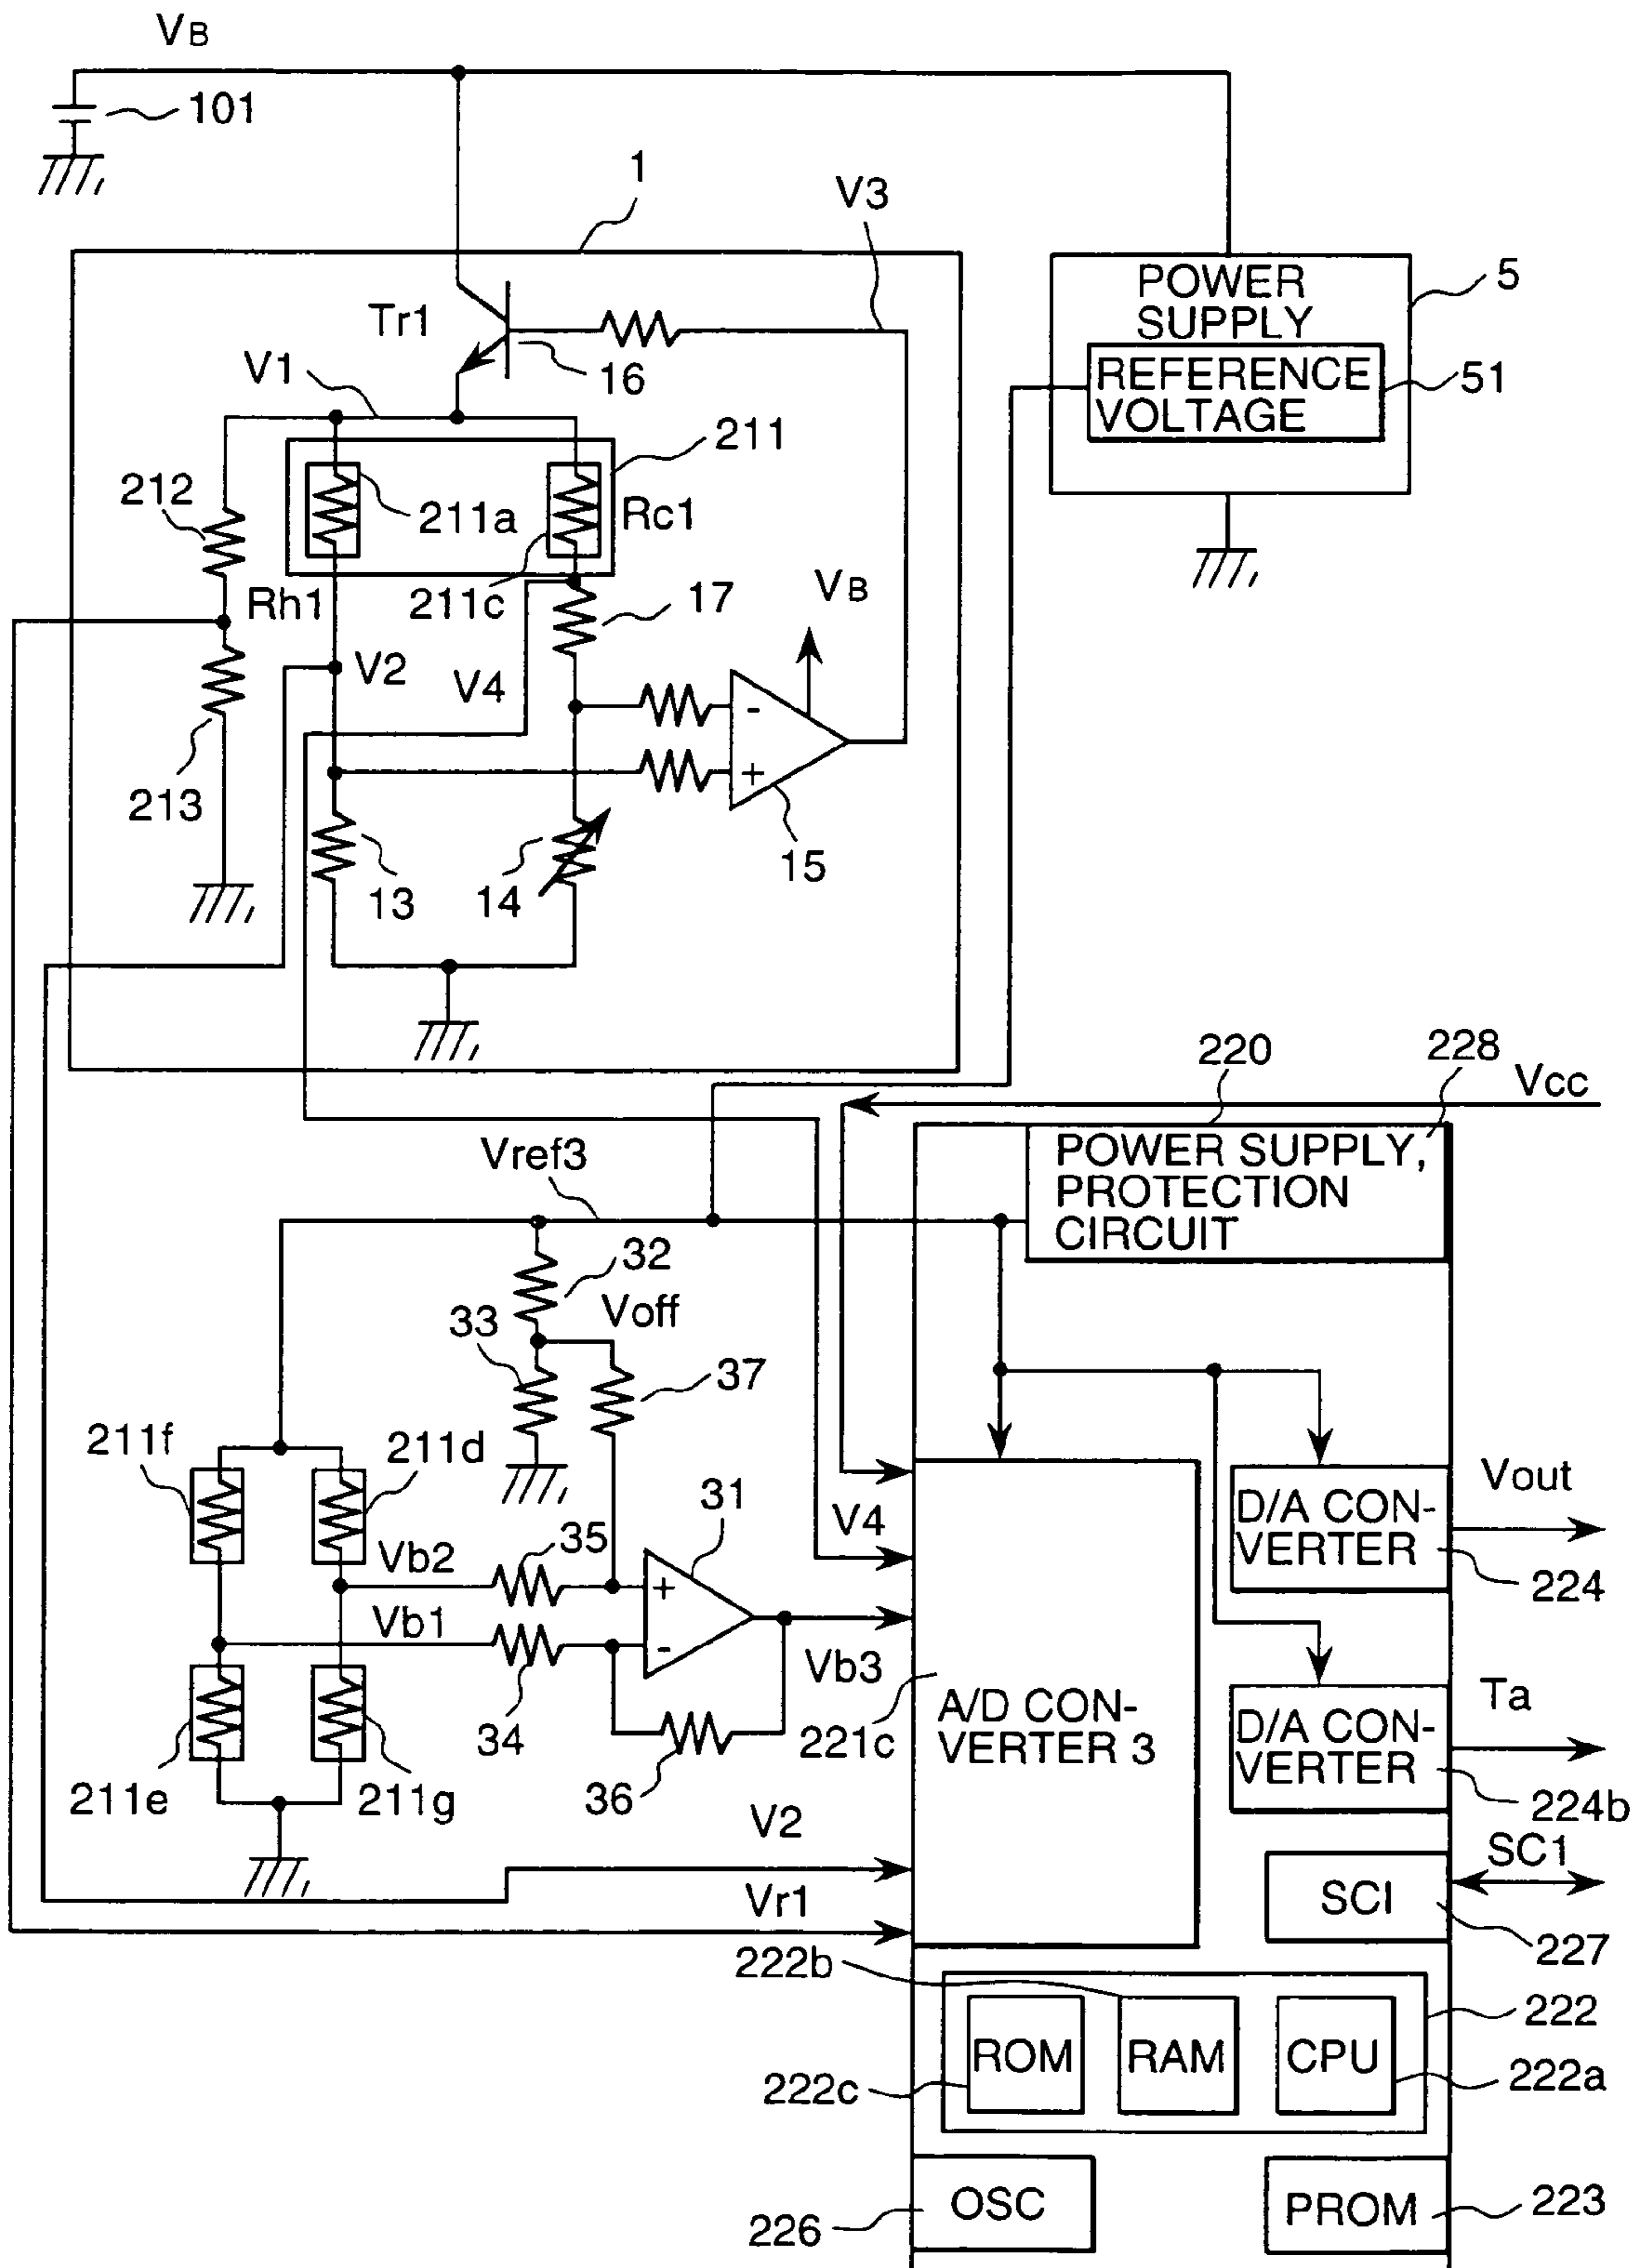 VB
101
1
V3
Tr1
16
POWER
SUPPLY
5
REFERENCE
VOLTAGE
51
V1
211
212
211a
Rc1
Rh1
211c
17
VB
V2
V4
-
+
213
13
14
15
220
228
Vcc
POWER SUPPLY,
PROTECTION
CIRCUIT
Vref3
32
Voff
33
37
211f
211d
31
V4
35
Vb2
+
Vb1
-
Vb3
34
36
221c
A/D CON-
VERTER 3
D/A CON-
VERTER
Vout
224
D/A CON-
VERTER
Ta
224b
211e
211g
V2
Vr1
SC1
SCI
227
222b
222
ROM
RAM
CPU
222c
222a
OSC
226
PROM
223